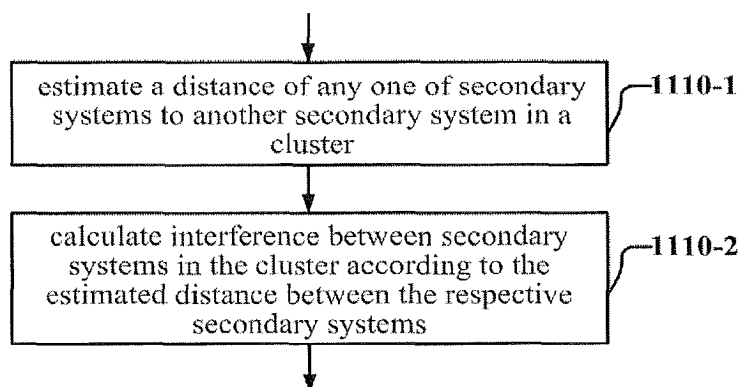 estimate a distance of any one of secondary
systems to another secondary system in a
cluster
1110-1
calculate interference between secondary
systems in the cluster according to the
estimated distance between the respective
secondary systems
1110-2